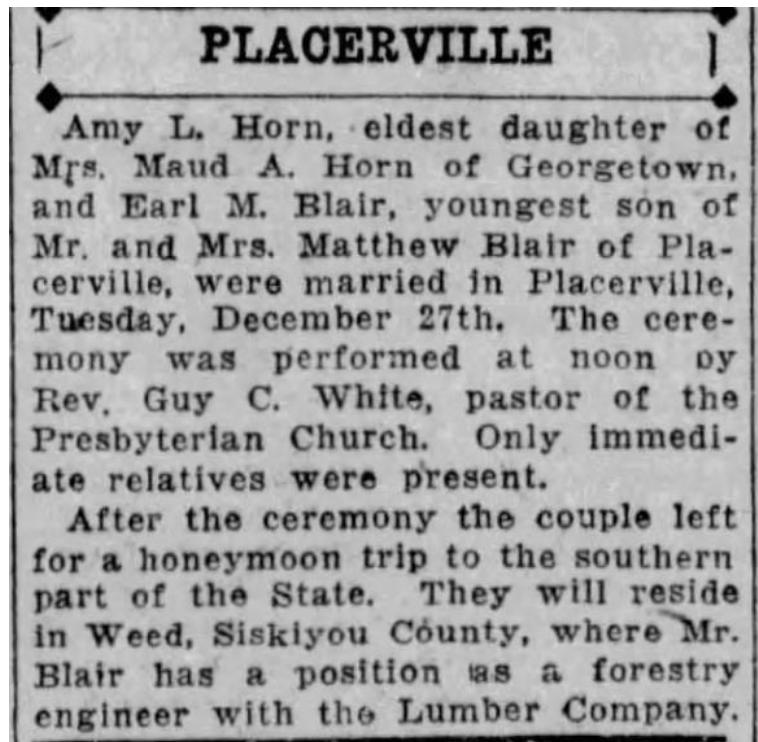 PLACERVILLE
Amy L. Horn, eldest daughter of
Mrs. Maud A. Horn of Georgetown,
and Earl M. Blair, youngest son of
Mr. and Mrs. Matthew Blair of Pla-
cerville, were married in Placerville,
Tuesday, December 27th. The cere-
mony was performed at noon by
Rev. Guy C. White, pastor of the
Presbyterian Church. Only immedi-
ate relatives were present.
After the ceremony the couple left
for a honeymoon trip to the southern
part of the State. They will reside
in Weed, Siskiyou County, where Mr.
Blair has a position as a forestry
engineer with the Lumber Company.